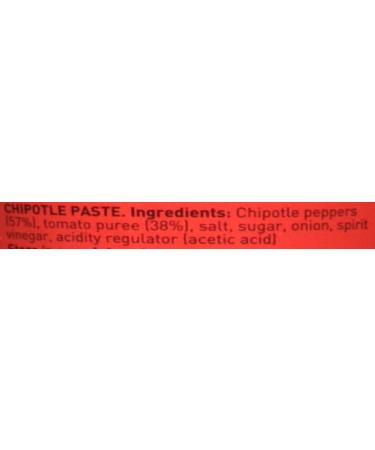 CHIPOTLE PASTE. Ingredients: Chipotle peppers
(57%), tomato puree (38%), salt, sugar, onion, spirit
vinegar, acidity regulator (acetic acid)